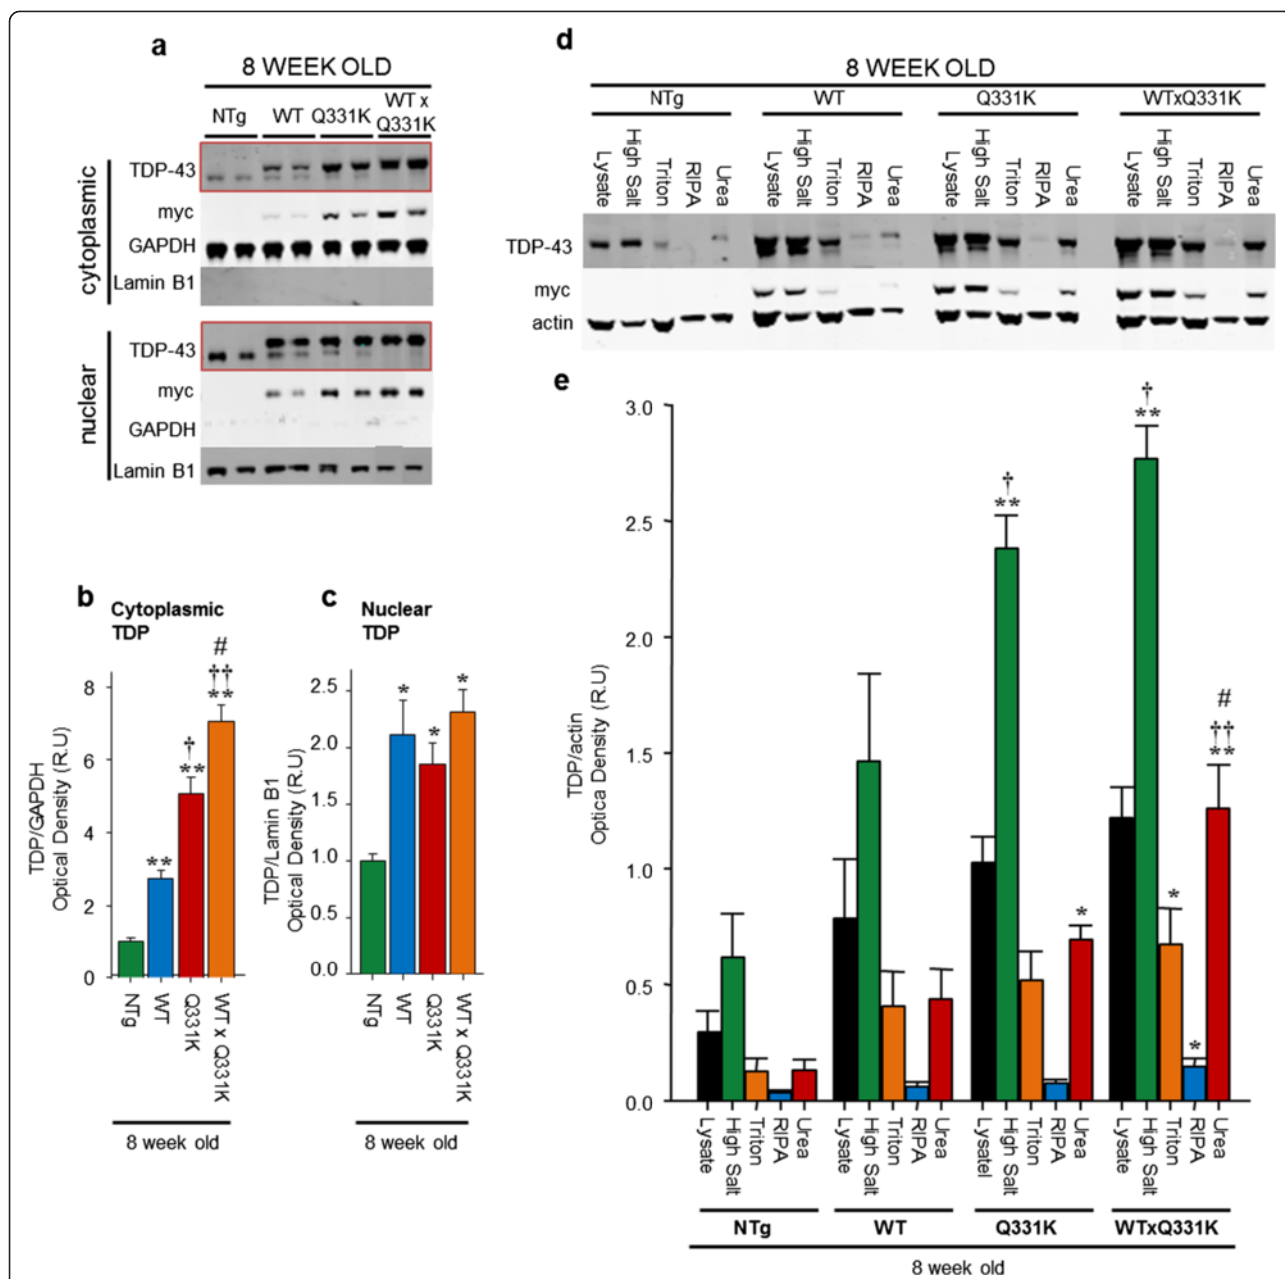 a
8 WEEK OLD
NTg WT Q331K WT x Q331K
cytoplasmic
TDP-43
myc
GAPDH
Lamin B1
nuclear
TDP-43
myc
GAPDH
Lamin B1
d
8 WEEK OLD
NTg WT Q331K WTxQ331K
Lysate High Salt Triton RIPA Urea Lysate High Salt Triton RIPA Urea Lysate High Salt Triton RIPA Urea Lysate High Salt Triton RIPA Urea
TDP-43
myc
actin
b
Cytoplasmic
TDP
TDP/GAPDH
Optical Density (R.U)
8
6
4
2
0
**
†
**
#
††
**
NTg WT Q331K WT x Q331K
8 week old
c
Nuclear
TDP
TDP/Lamin B1
Optical Density (R.U)
2.5
2.0
1.5
1.0
0.5
0.0
*
*
*
NTg WT Q331K WT x Q331K
8 week old
e
TDP/actin
Optica Density (R.U)
3.0
2.5
2.0
1.5
1.0
0.5
0.0
†
**
*
†
**
*
*
#
††
**
Lysate High Salt Triton RIPA Urea Lysate High Salt Triton RIPA Urea Lysatel High Salt Triton RIPA Urea Lysate High Salt Triton RIPA Urea
NTg WT Q331K WTxQ331K
8 week old